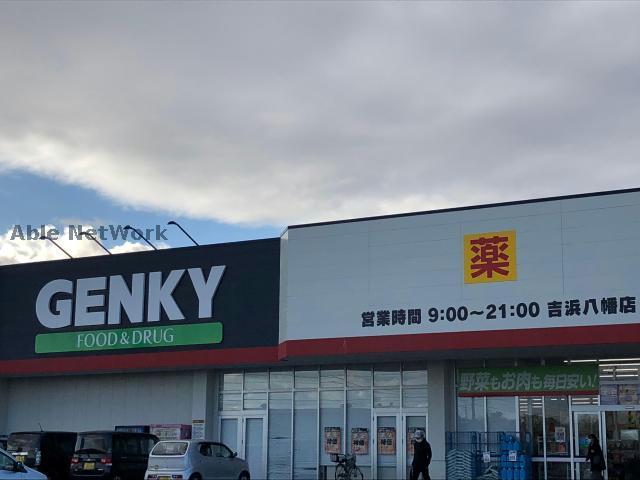 Able NetWork
GENKY
FOOD & DRUG
薬
営業時間 9:00～21:00 吉浜八幡店
野菜もお肉も毎日安い!